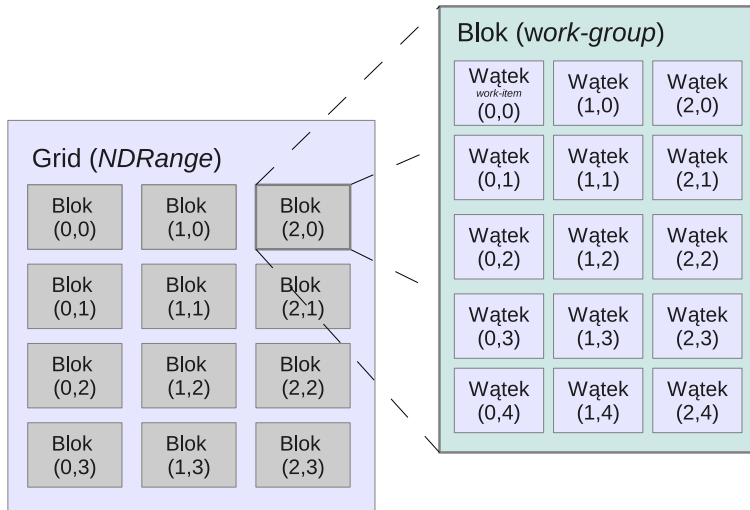 Blok (work-group)
Wątek Wątek Wątek
work-item
(0,0) (1,0) (2,0)
Wątek Wątek Wątek
(0,1) (1,1) (2,1)
Wątek Wątek Wątek
(0,2) (1,2) (2,2)
Wątek Wątek Wątek
(0,3) (1,3) (2,3)
Wątek Wątek Wątek
(0,4) (1,4) (2,4)
Grid (NDRange)
Blok Blok Blok
(0,0) (1,0) (2,0)
Blok Blok Blok
(0,1) (1,1) (2,1)
Blok Blok Blok
(0,2) (1,2) (2,2)
Blok Blok Blok
(0,3) (1,3) (2,3)